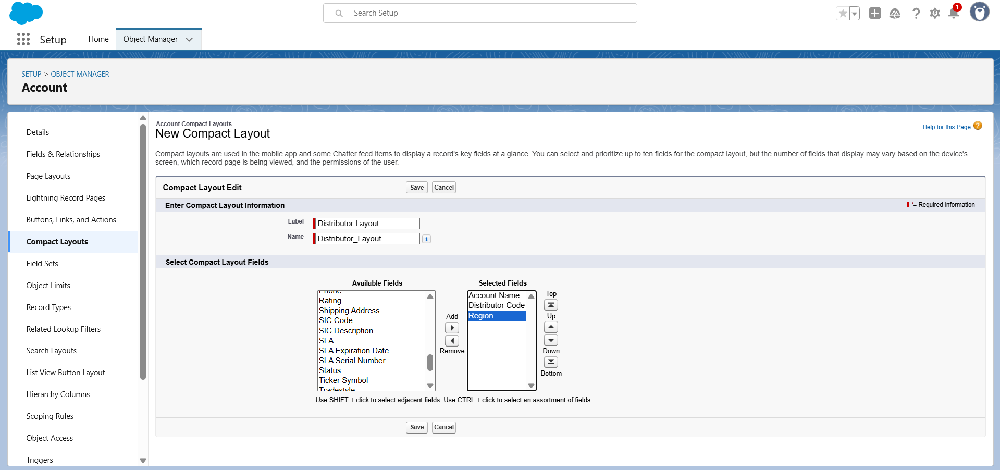 Search Setup
3
Setup
Home
Object Manager
SETUP > OBJECT MANAGER
Account
Details
Fields & Relationships
Page Layouts
Lightning Record Pages
Buttons, Links, and Actions
Compact Layouts
Field Sets
Object Limits
Record Types
Related Lookup Filters
Search Layouts
List View Button Layout
Hierarchy Columns
Scoping Rules
Object Access
Triggers
Account Compact Layouts
New Compact Layout
Help for this Page ?
Compact layouts are used in the mobile app and some Chatter feed items to display a record's key fields at a glance. You can select and prioritize up to ten fields for the compact layout, but the number of fields that display may vary based on the device's
screen, which record page is being viewed, and the permissions of the user.
Compact Layout Edit
Save
Cancel
Enter Compact Layout Information
*= Required Information
Label
Distributor Layout
Name
Distributor_Layout
i
Select Compact Layout Fields
Available Fields
Phone
Rating
Shipping Address
SIC Code
SIC Description
SLA
SLA Expiration Date
SLA Serial Number
Status
Ticker Symbol
Tradestyle
Add
Remove
Selected Fields
Account Name
Distributor Code
Region
Top
Up
Down
Bottom
Use SHIFT + click to select adjacent fields. Use CTRL + click to select an assortment of fields.
Save
Cancel